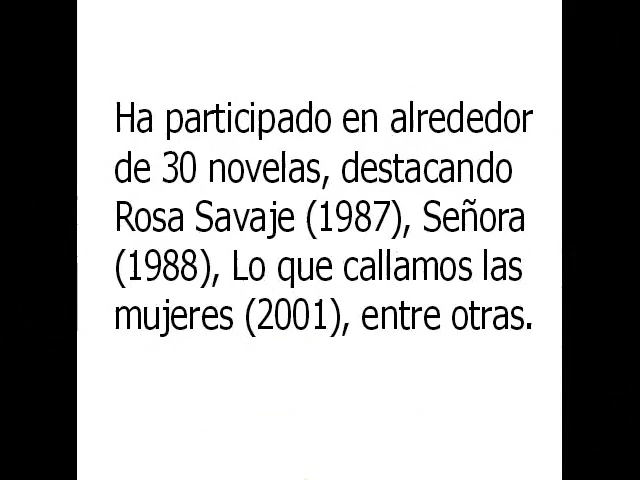 Ha participado en alrededor
de 30 novelas, destacando
Rosa Savaje (1987), Señora
(1988), Lo que callamos las
mujeres (2001), entre otras.